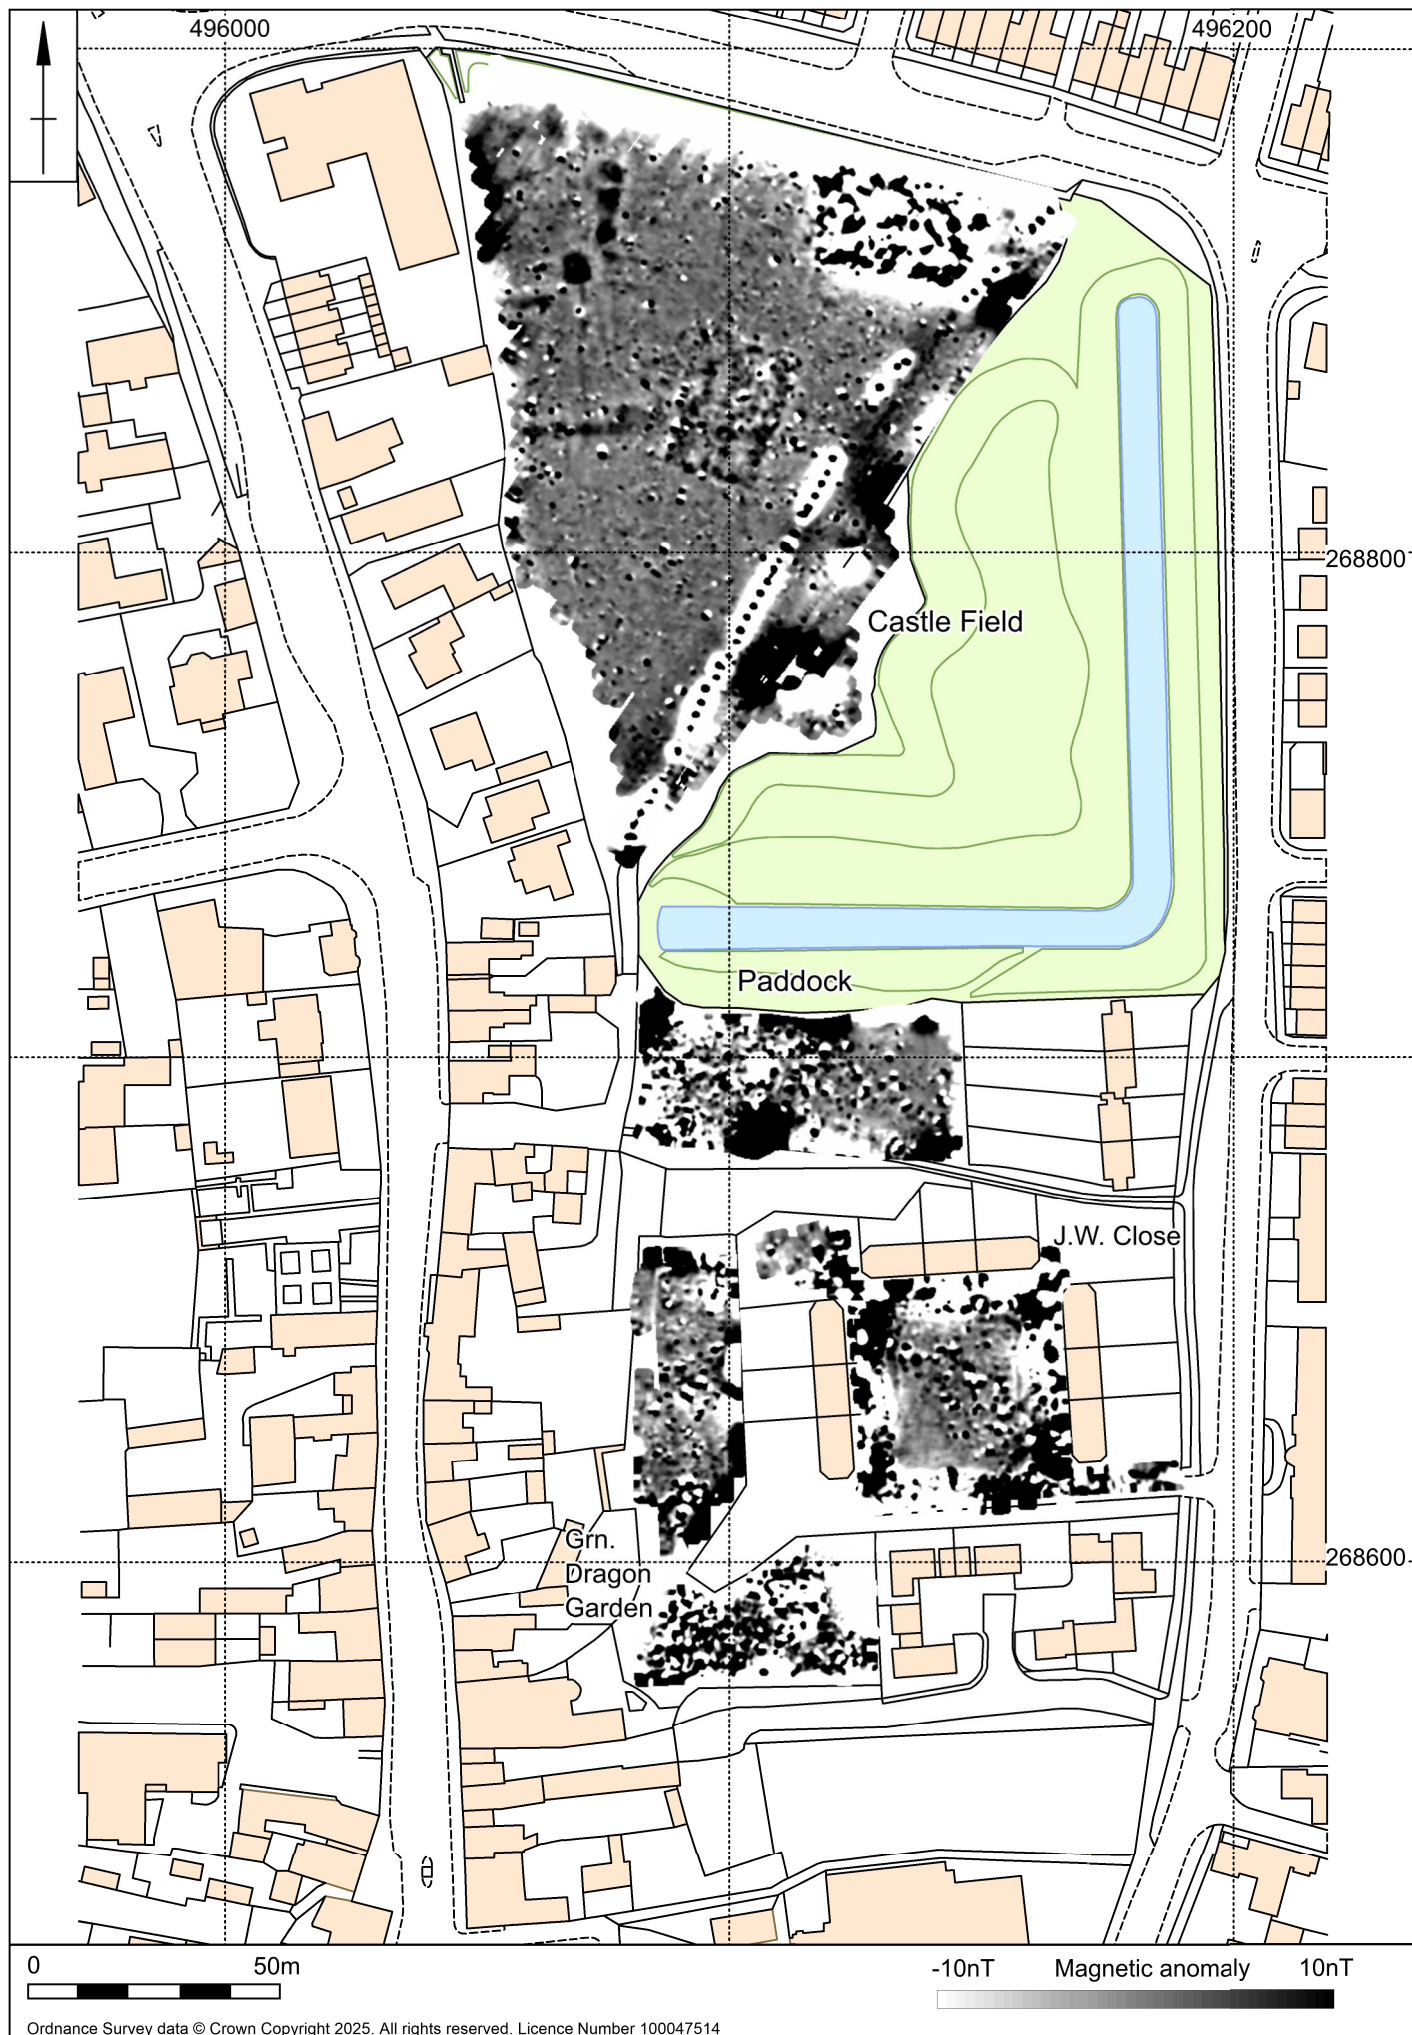 496000
496200
268800
Castle Field
Paddock
J.W. Close
268600
Grn.
Dragon
Garden
0 50m
-10nT Magnetic anomaly 10nT
Ordnance Survey data © Crown Copyright 2025. All rights reserved. Licence Number 100047514